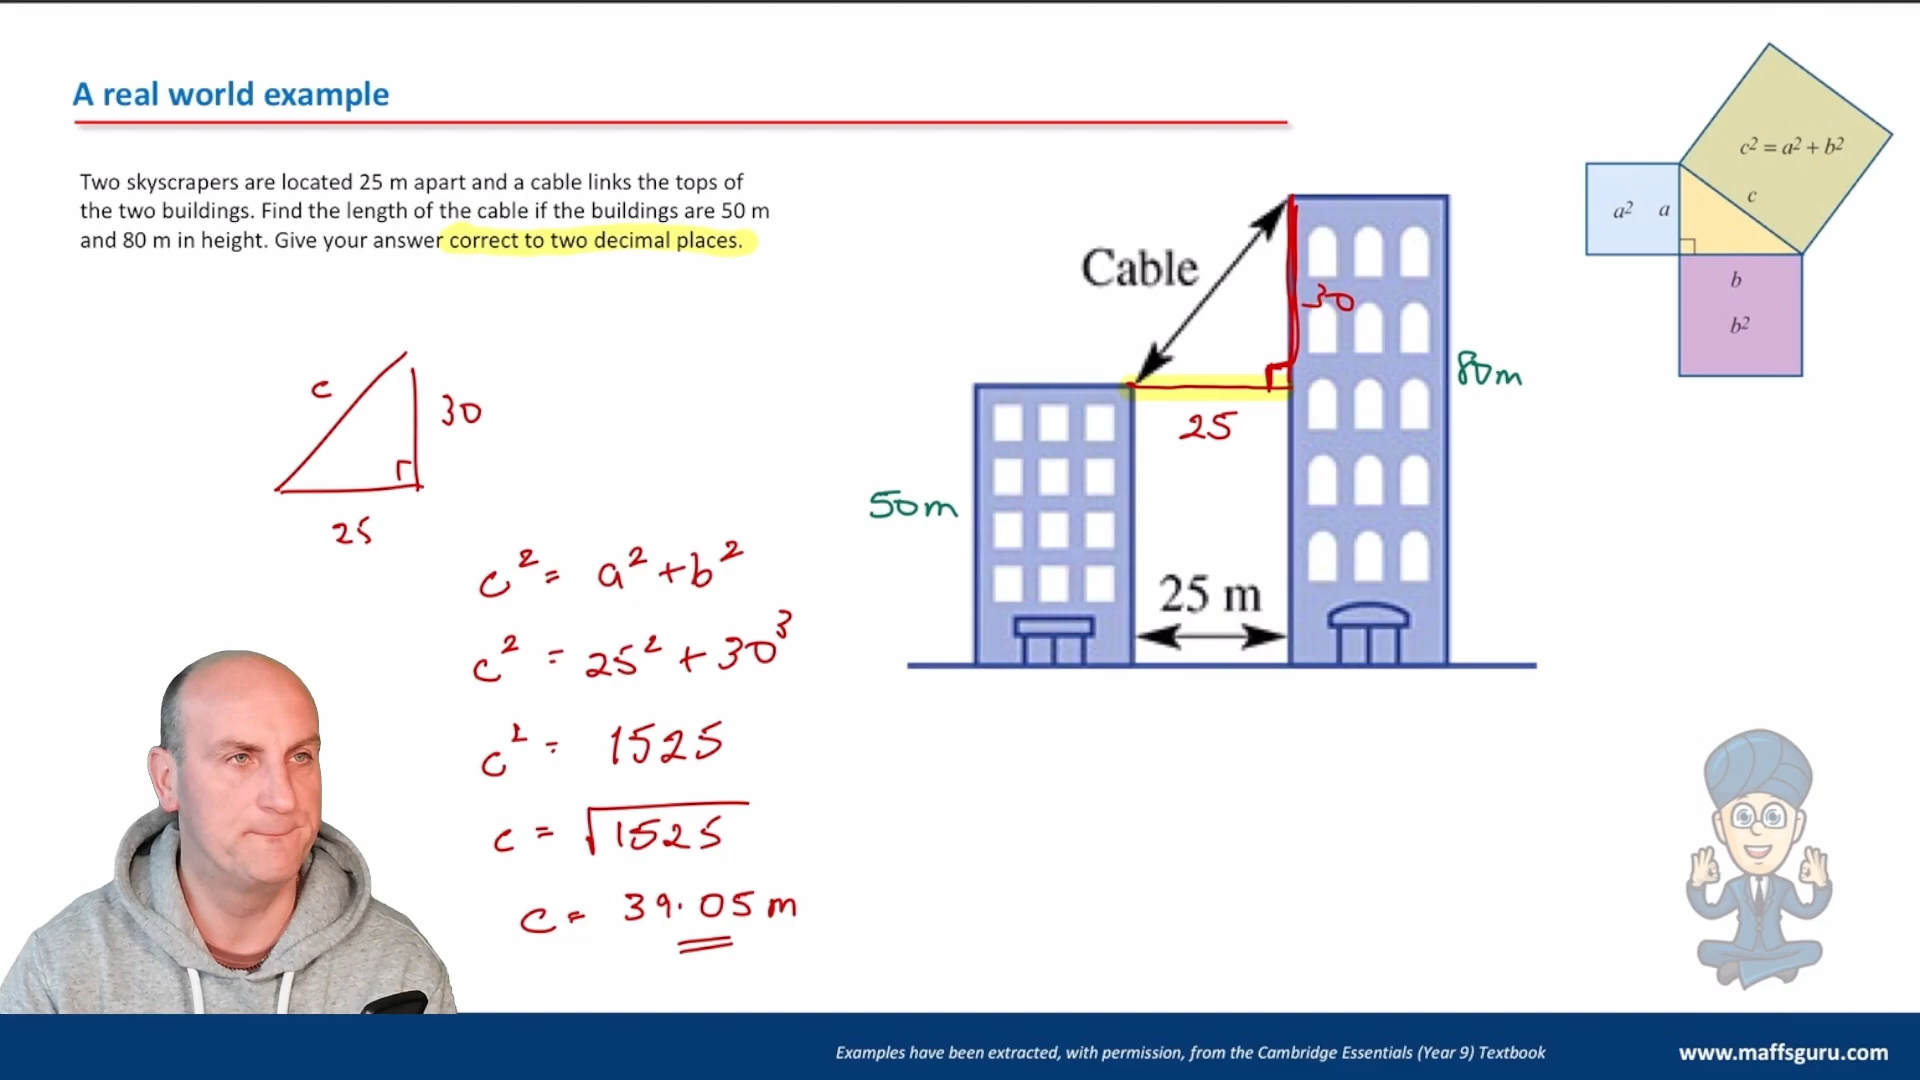 A real world example
Two skyscrapers are located 25 m apart and a cable links the tops of
the two buildings. Find the length of the cable if the buildings are 50 m
and 80 m in height. Give your answer correct to two decimal places.
c² = a² + b²
a² a
c
b
b²
Cable
30
80m
25
50m
25 m
c
30
25
c² = a² + b²
c² = 25² + 30³
c² = 1525
c = √1525
c = 39.05 m
Examples have been extracted, with permission, from the Cambridge Essentials (Year 9) Textbook
www.maffsguru.com